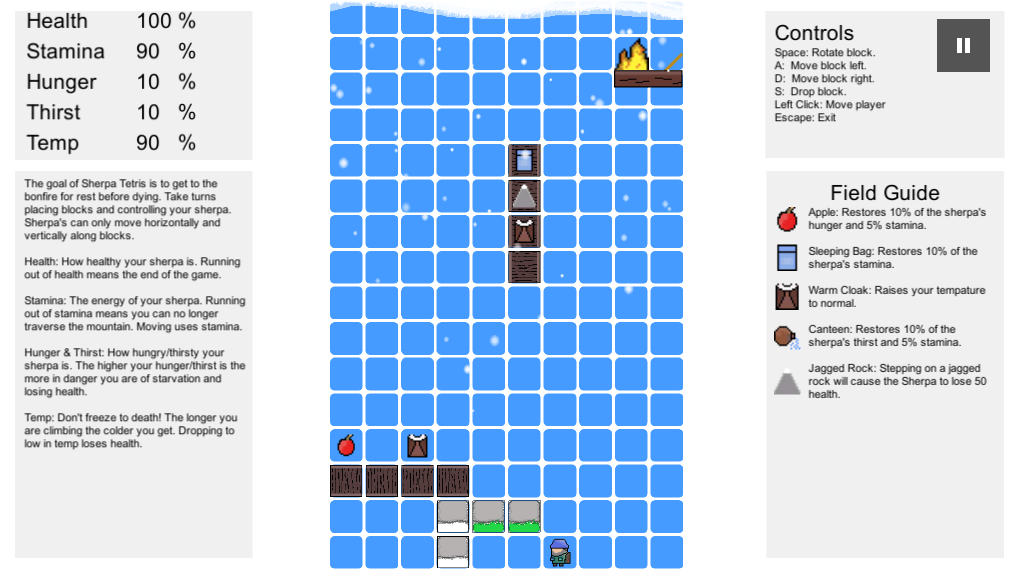 Health 100 %
Stamina 90 %
Hunger 10 %
Thirst 10 %
Temp 90 %
The goal of Sherpa Tetris is to get to the
bonfire for rest before dying. Take turns
placing blocks and controlling your sherpa.
Sherpa's can only move horizontally and
vertically along blocks.
Health: How healthy your sherpa is. Running
out of health means the end of the game.
Stamina: The energy of your sherpa. Running
out of stamina means you can no longer
traverse the mountain. Moving uses stamina.
Hunger & Thirst: How hungry/thirsty your
sherpa is. The higher your hunger/thirst is the
more in danger you are of starvation and
losing health.
Temp: Don't freeze to death! The longer you
are climbing the colder you get. Dropping to
low in temp loses health.
Controls
Space: Rotate block.
A: Move block left.
D: Move block right.
S: Drop block.
Left Click: Move player
Escape: Exit
Field Guide
Apple: Restores 10% of the sherpa's
hunger and 5% stamina.
Sleeping Bag: Restores 10% of the
sherpa's stamina.
Warm Cloak: Raises your tempature
to normal.
Canteen: Restores 10% of the
sherpa's thirst and 5% stamina.
Jagged Rock: Stepping on a jagged
rock will cause the Sherpa to lose 50
health.